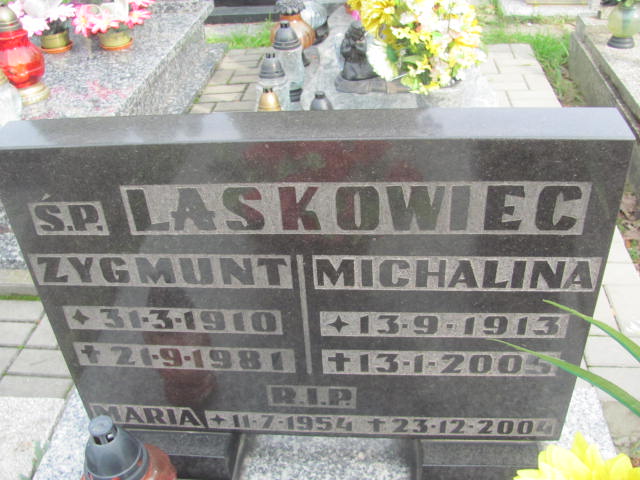 Ś.P. LASKOWIEC
ZYGMUNT MICHALINA
31-3-1910 13-9-1913
†21-9-1981 †13-1-2005
R.I.P.
MARIA 11-7-1954 †23-12-2004